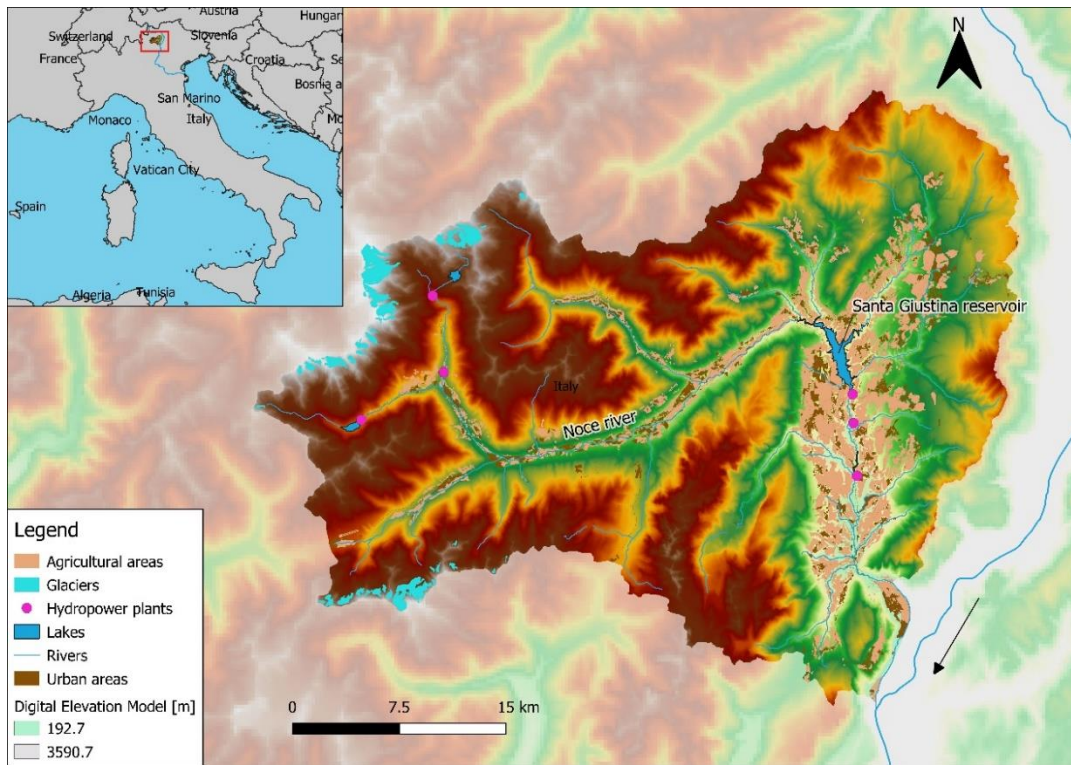 Austria
Hungar
Switzerland
Slovenia
France
Croatia
Se
Bosnia a
San Marino
Monaco
Italy
Mo
Vatican City
Spain
Algeria
Tunisia
N
Santa Giustina reservoir
Italy
Noce river
Legend
Agricultural areas
Glaciers
Hydropower plants
Lakes
Rivers
Urban areas
Digital Elevation Model [m]
192.7
3590.7
0 7.5 15 km